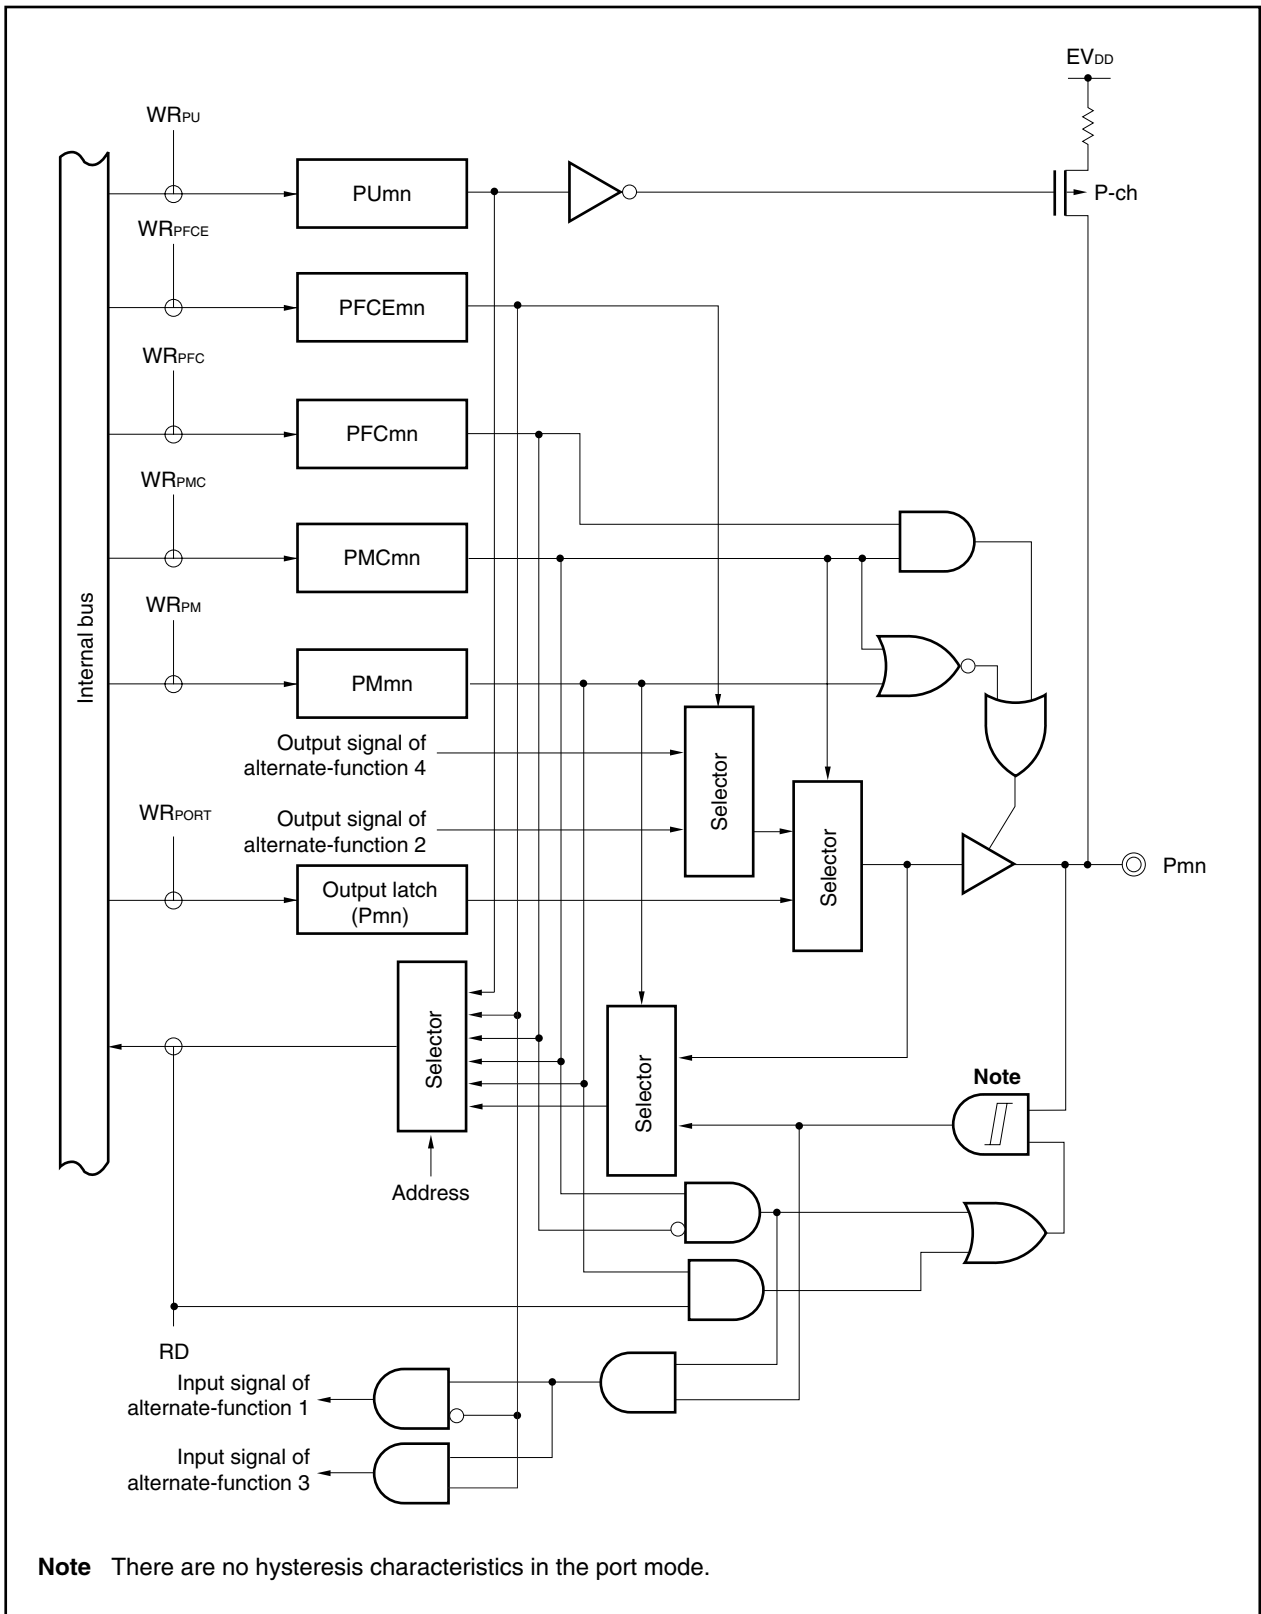 EVDD
WRPU
PUmn
P-ch
WRPFCE
PFCEmn
WRPFC
PFCmn
WRPMC
PMCmn
Internal bus
WRPM
PMmn
Output signal of
alternate-function 4
Selector
WRPORT
Output signal of
alternate-function 2
Selector
Output latch
(Pmn)
Pmn
Selector
Selector
Note
Address
RD
Input signal of
alternate-function 1
Input signal of
alternate-function 3
Note There are no hysteresis characteristics in the port mode.